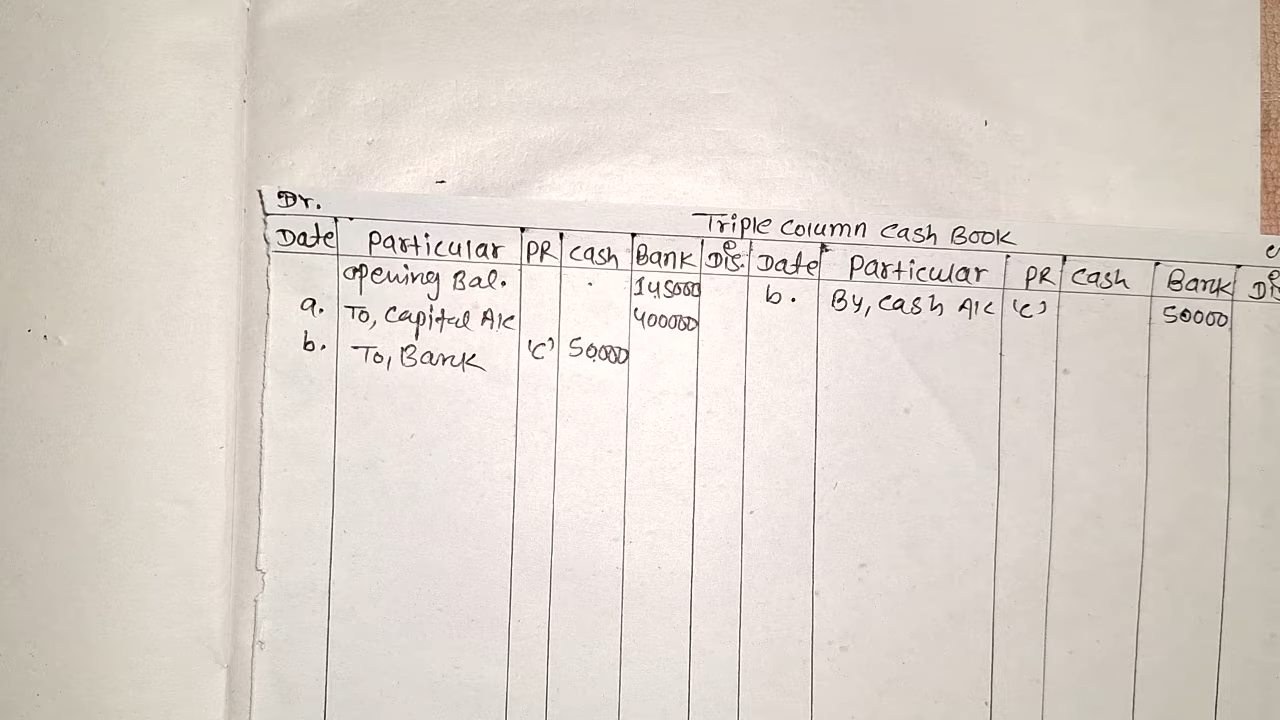 Dr.
Triple column cash Book
Date Particular PR cash Bank Dis. Date Particular PR cash Bank
opening Bal. 145000 b. By, cash A/c 'c' 50000
a. To, capital A/c 400000
b. To, Bank 'c' 50000